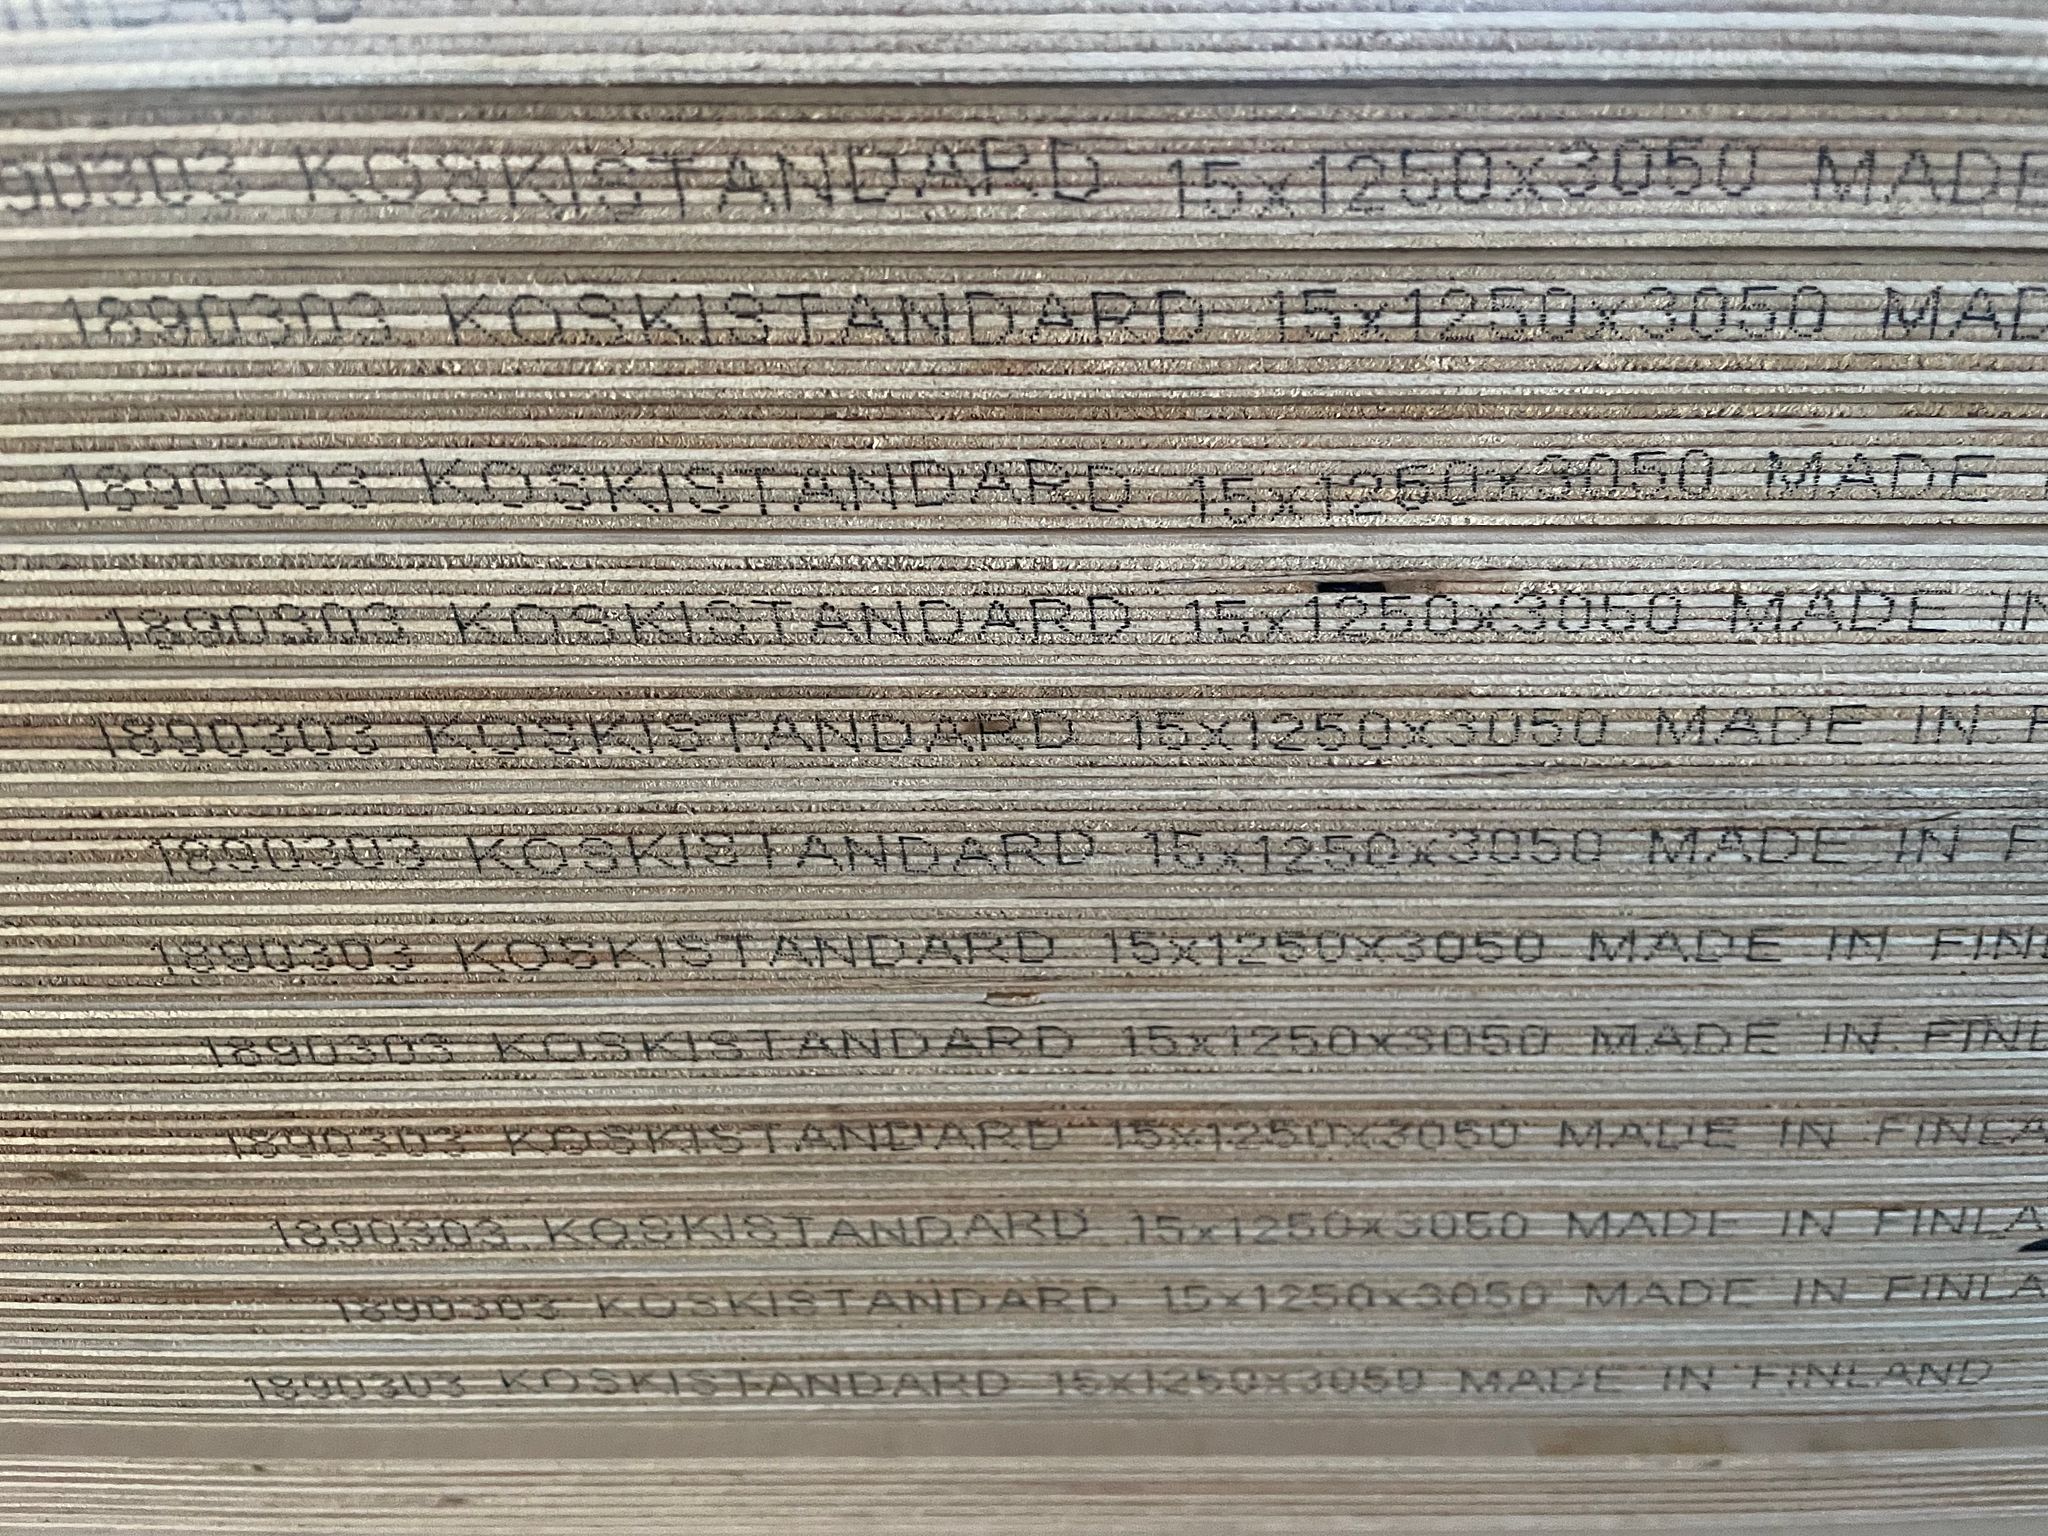 90303 KOSKISTANDARD 15x1250x3050 MADE
1890303 KOSKISTANDARD 15x1250x3050 MAD
1890303 KOSKISTANDARD 15x1250x3050 MADE
1890303 KOSKISTANDARD 15x1250x3050 MADE IN
1890303 KOSKISTANDARD 15x1250x3050 MADE IN F
1890303 KOSKISTANDARD 15x1250x3050 MADE IN F
1890303 KOSKISTANDARD 15x1250x3050 MADE IN FINL
1890303 KOSKISTANDARD 15x1250x3050 MADE IN FINL
1890303 KOSKISTANDARD 15x1250x3050 MADE IN FINLA
1890303 KOSKISTANDARD 15x1250x3050 MADE IN FINLA
1890303 KOSKISTANDARD 15x1250x3050 MADE IN FINLA
1890303 KOSKISTANDARD 15x1250x3050 MADE IN FINLAND